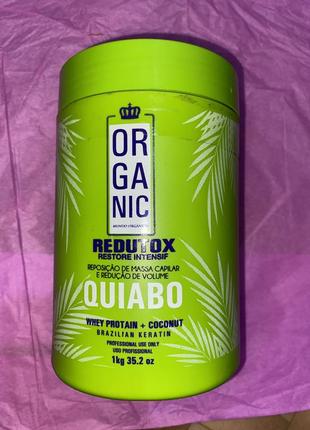 OR
GA
NIC
MUNDO ORGANICO
REDUTOX
RESTORE INTENSIF
REPOSIÇÃO DE MASSA CAPILAR
E REDUÇÃO DE VOLUME
QUIABO
WHEY PROTEIN + COCONUT
BRAZILIAN KERATIN
PROFESSIONAL USE ONLY
USO PROFISSIONAL
1kg 35.2 oz